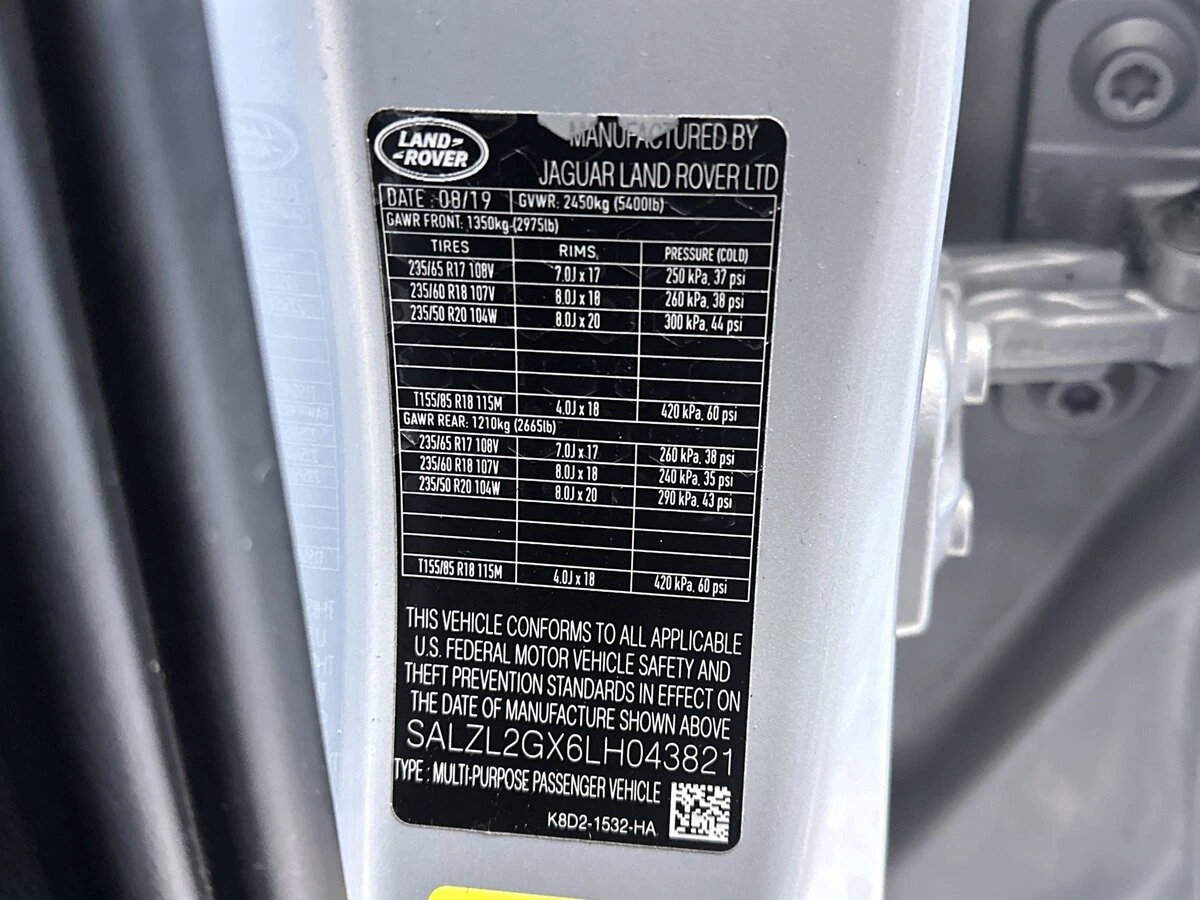 LAND ROVER
MANUFACTURED BY
JAGUAR LAND ROVER LTD
DATE : 08/19 GVWR: 2450kg (5400lb)
GAWR FRONT: 1350kg (2975lb)
TIRES RIMS PRESSURE (COLD)
235/65 R17 108V 7.0J x 17 250 kPa, 37 psi
235/60 R18 107V 8.0J x 18 260 kPa, 38 psi
235/50 R20 104W 8.0J x 20 300 kPa, 44 psi
T155/85 R18 115M 4.0J x 18 420 kPa, 60 psi
GAWR REAR: 1210kg (2665lb)
235/65 R17 108V 7.0J x 17 260 kPa, 38 psi
235/60 R18 107V 8.0J x 18 240 kPa, 35 psi
235/50 R20 104W 8.0J x 20 290 kPa, 43 psi
T155/85 R18 115M 4.0J x 18 420 kPa, 60 psi
THIS VEHICLE CONFORMS TO ALL APPLICABLE
U.S. FEDERAL MOTOR VEHICLE SAFETY AND
THEFT PREVENTION STANDARDS IN EFFECT ON
THE DATE OF MANUFACTURE SHOWN ABOVE
SALZL2GX6LH043821
TYPE : MULTI-PURPOSE PASSENGER VEHICLE
K8D2-1532-HA